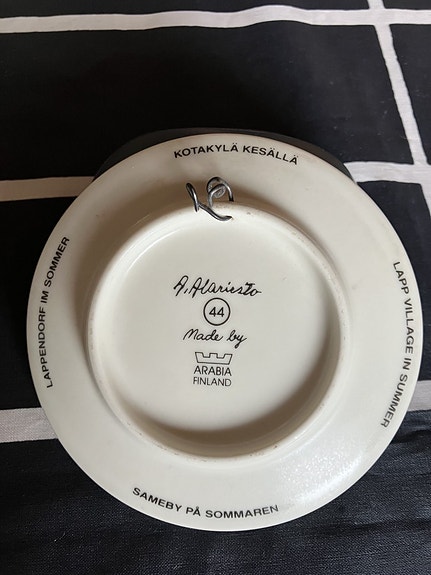 KOTAKYLÄ KESÄLLÄ
LAPP VILLAGE IN SUMMER
SAMEBY PÅ SOMMAREN
LAPPENDORF IM SOMMER
A. Alariesto
44
Made by
ARABIA
FINLAND